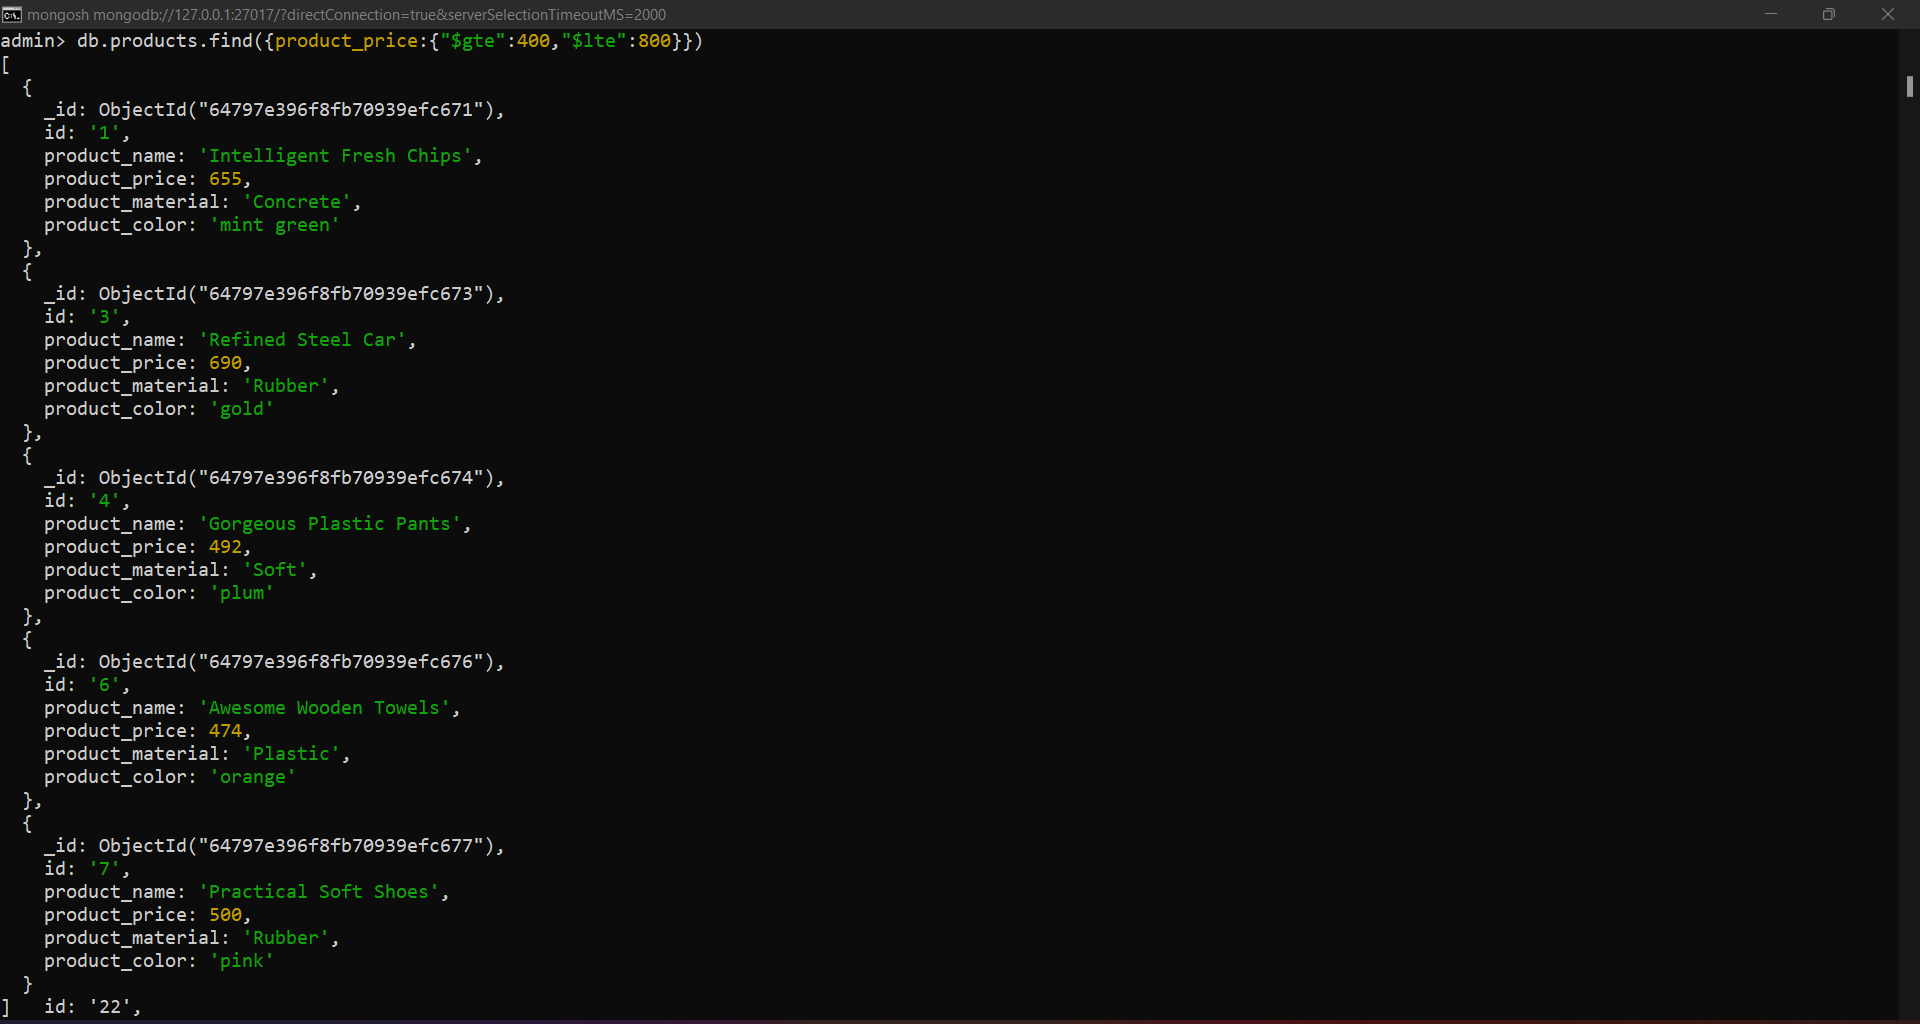 mongosh mongodb://127.0.0.1:27017/?directConnection=true&serverSelectionTimeoutMS=2000
admin> db.products.find({product_price:{"$gte":400,"$lte":800}})
[
  {
    _id: ObjectId("64797e396f8fb70939efc671"),
    id: '1',
    product_name: 'Intelligent Fresh Chips',
    product_price: 655,
    product_material: 'Concrete',
    product_color: 'mint green'
  },
  {
    _id: ObjectId("64797e396f8fb70939efc673"),
    id: '3',
    product_name: 'Refined Steel Car',
    product_price: 690,
    product_material: 'Rubber',
    product_color: 'gold'
  },
  {
    _id: ObjectId("64797e396f8fb70939efc674"),
    id: '4',
    product_name: 'Gorgeous Plastic Pants',
    product_price: 492,
    product_material: 'Soft',
    product_color: 'plum'
  },
  {
    _id: ObjectId("64797e396f8fb70939efc676"),
    id: '6',
    product_name: 'Awesome Wooden Towels',
    product_price: 474,
    product_material: 'Plastic',
    product_color: 'orange'
  },
  {
    _id: ObjectId("64797e396f8fb70939efc677"),
    id: '7',
    product_name: 'Practical Soft Shoes',
    product_price: 500,
    product_material: 'Rubber',
    product_color: 'pink'
  }
]   id: '22',